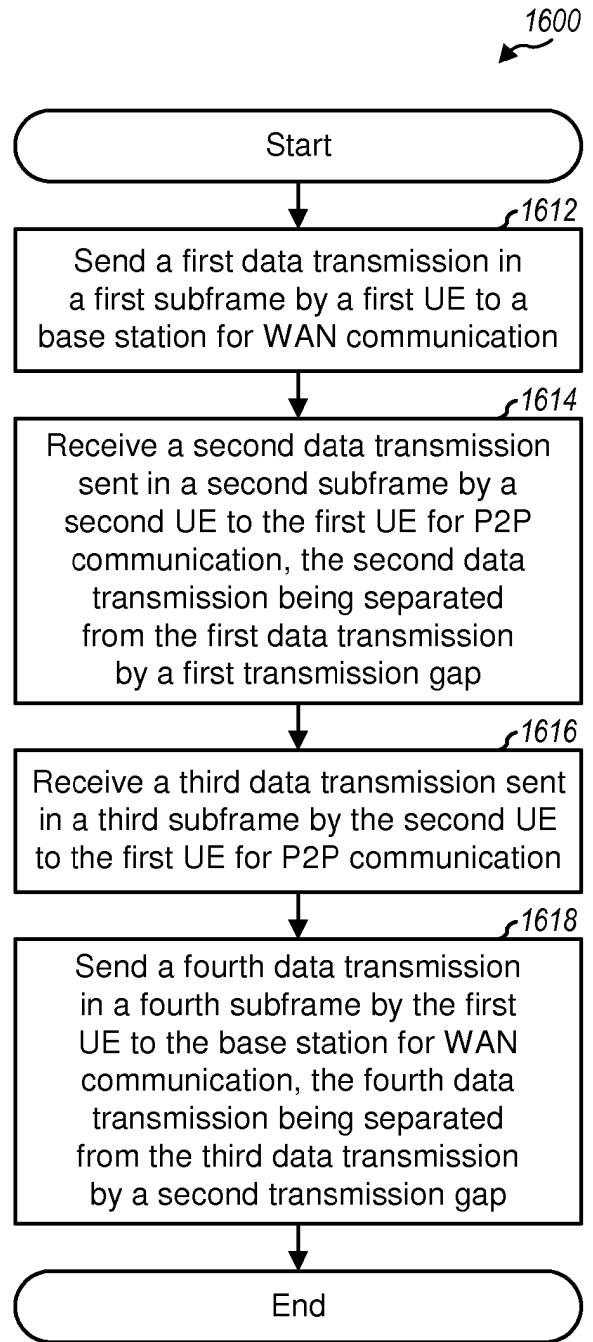 1600
Start
1612
Send a first data transmission in
a first subframe by a first UE to a
base station for WAN communication
1614
Receive a second data transmission
sent in a second subframe by a
second UE to the first UE for P2P
communication, the second data
transmission being separated
from the first data transmission
by a first transmission gap
1616
Receive a third data transmission sent
in a third subframe by the second UE
to the first UE for P2P communication
1618
Send a fourth data transmission
in a fourth subframe by the first
UE to the base station for WAN
communication, the fourth data
transmission being separated
from the third data transmission
by a second transmission gap
End